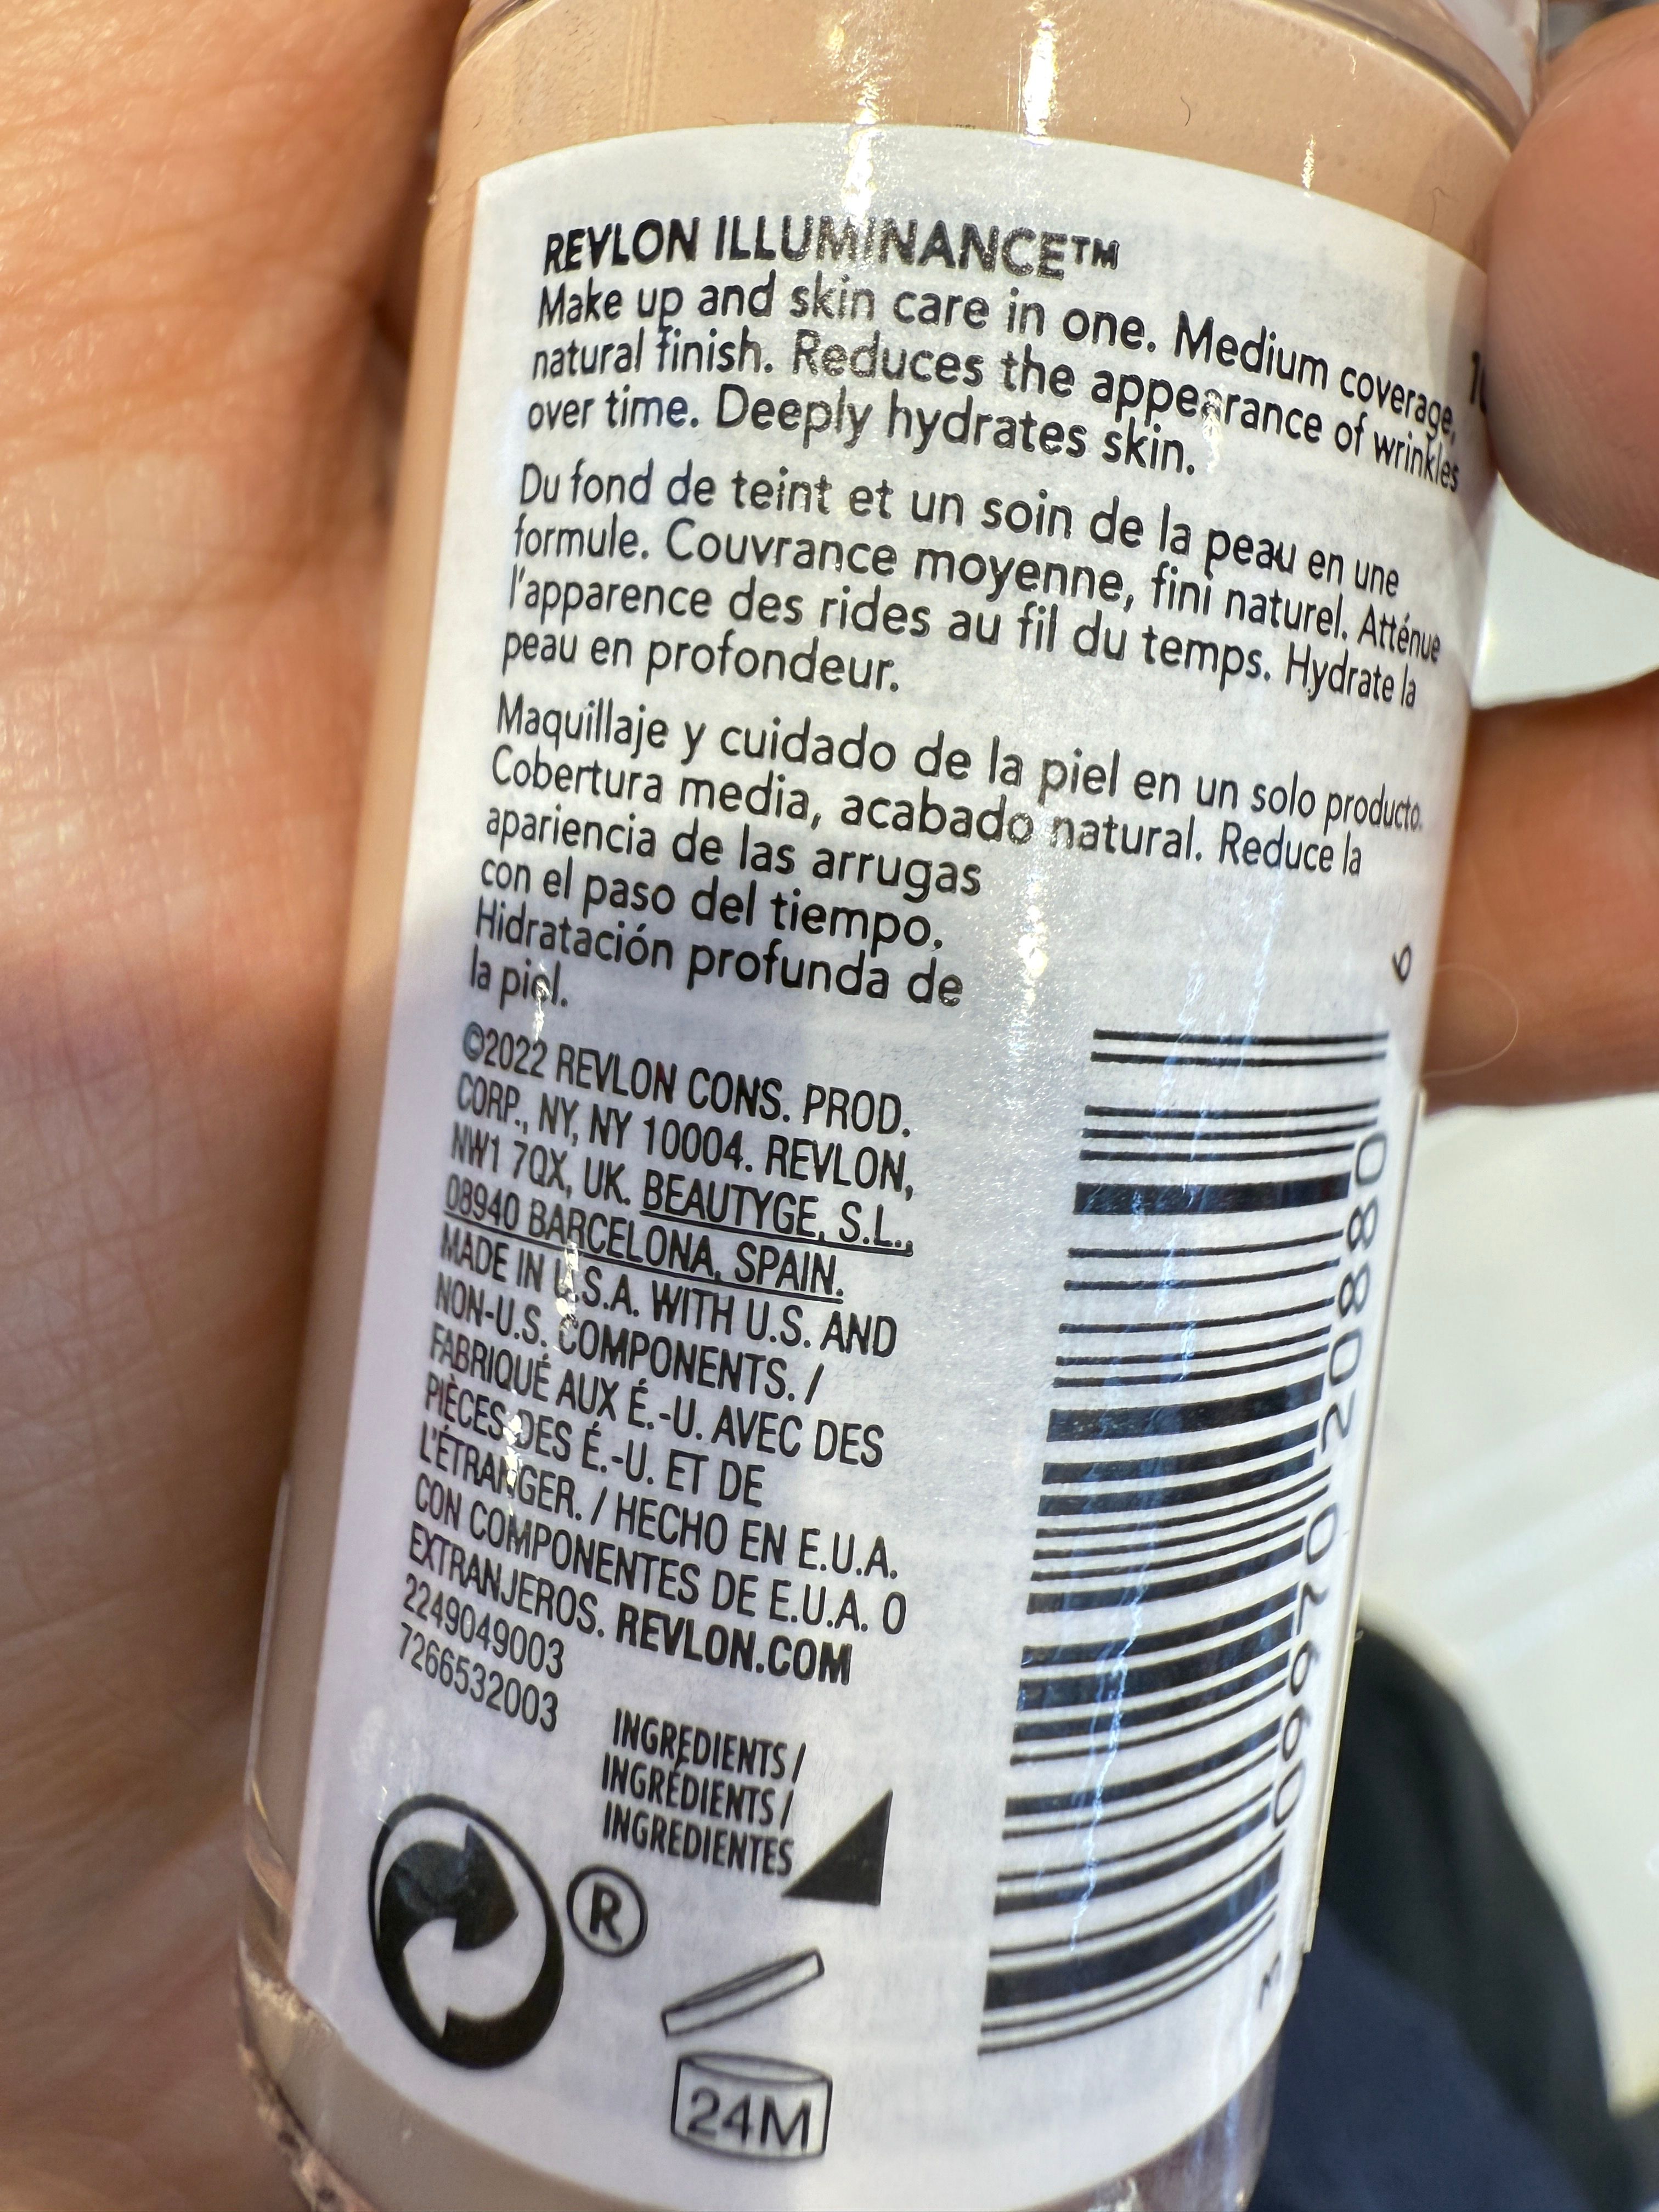 REVLON ILLUMINANCE™
Make up and skin care in one. Medium coverage,
natural finish. Reduces the appearance of wrinkles
over time. Deeply hydrates skin.
Du fond de teint et un soin de la peau en une
formule. Couvrance moyenne, fini naturel. Atténue
l'apparence des rides au fil du temps. Hydrate la
peau en profondeur.
Maquillaje y cuidado de la piel en un solo producto.
Cobertura media, acabado natural. Reduce la
apariencia de las arrugas
con el paso del tiempo.
Hidratación profunda de
la piel.
©2022 REVLON CONS. PROD.
CORP., NY, NY 10004. REVLON,
NW1 7QX, UK. BEAUTYGE, S.L.,
08940 BARCELONA, SPAIN.
MADE IN U.S.A. WITH U.S. AND
NON-U.S. COMPONENTS. /
FABRIQUÉ AUX É.-U. AVEC DES
PIÈCES DES É.-U. ET DE
L'ÉTRANGER. / HECHO EN E.U.A.
CON COMPONENTES DE E.U.A. O
EXTRANJEROS. REVLON.COM
2249049003
7266532003
INGREDIENTS /
INGRÉDIENTS /
INGREDIENTES
®
24M
3 0997020880 6